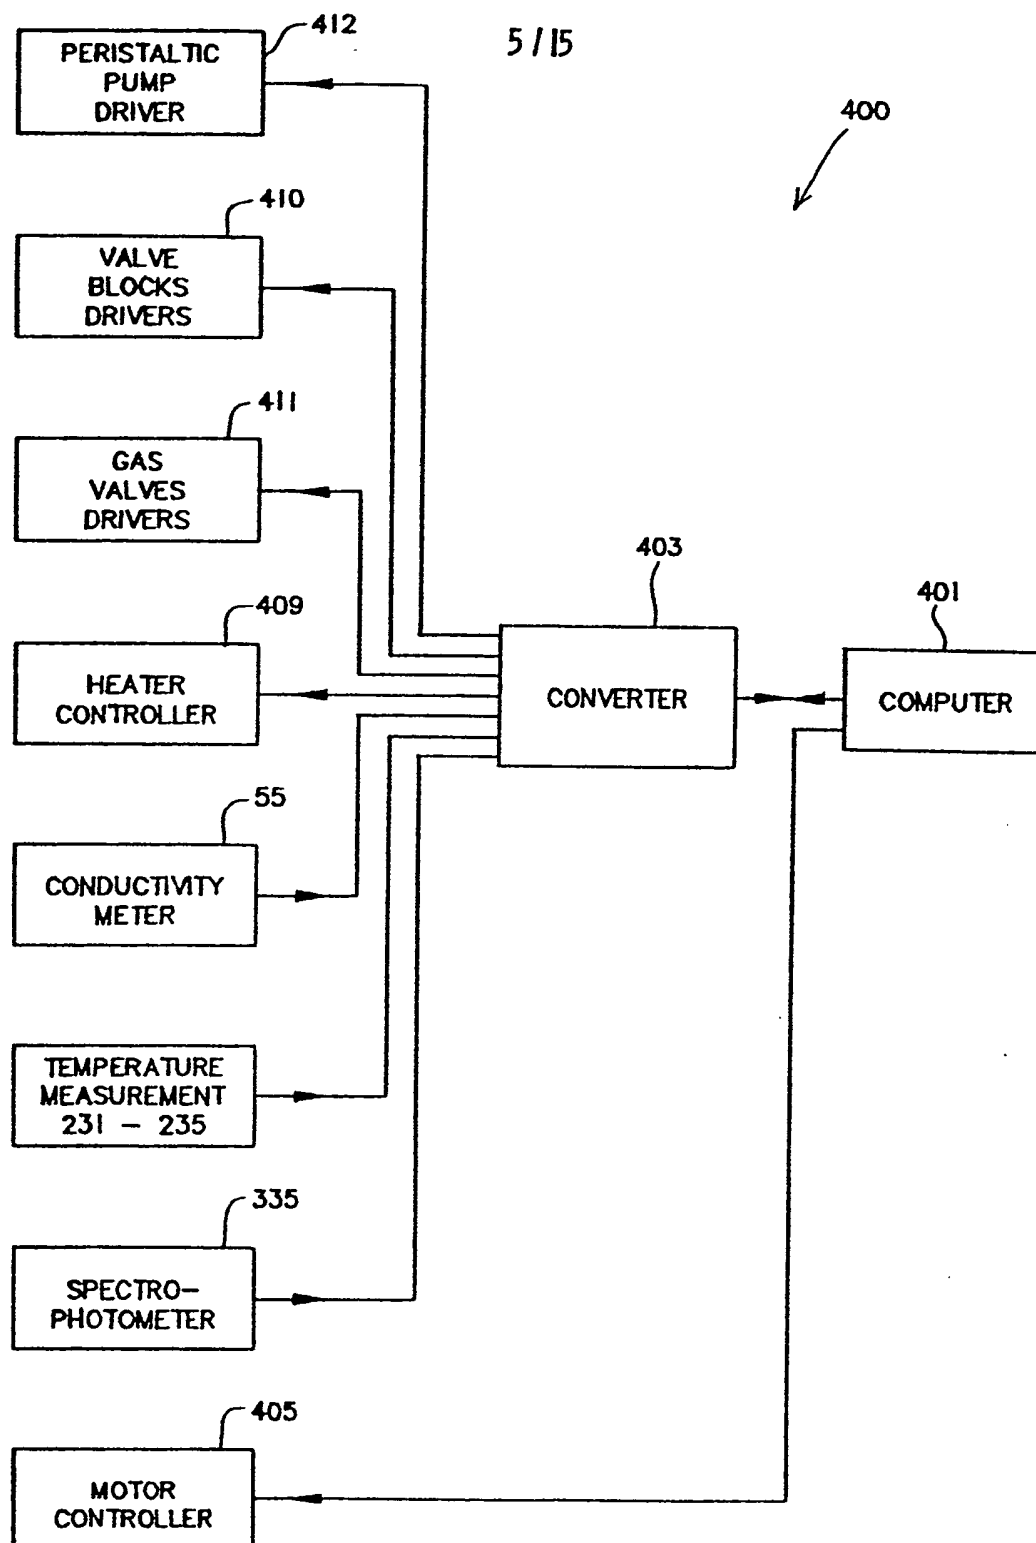 5/15
400
412
PERISTALTIC
PUMP
DRIVER
410
VALVE
BLOCKS
DRIVERS
411
GAS
VALVES
DRIVERS
409
HEATER
CONTROLLER
403
CONVERTER
401
COMPUTER
55
CONDUCTIVITY
METER
TEMPERATURE
MEASUREMENT
231 – 235
335
SPECTRO–
PHOTOMETER
405
MOTOR
CONTROLLER